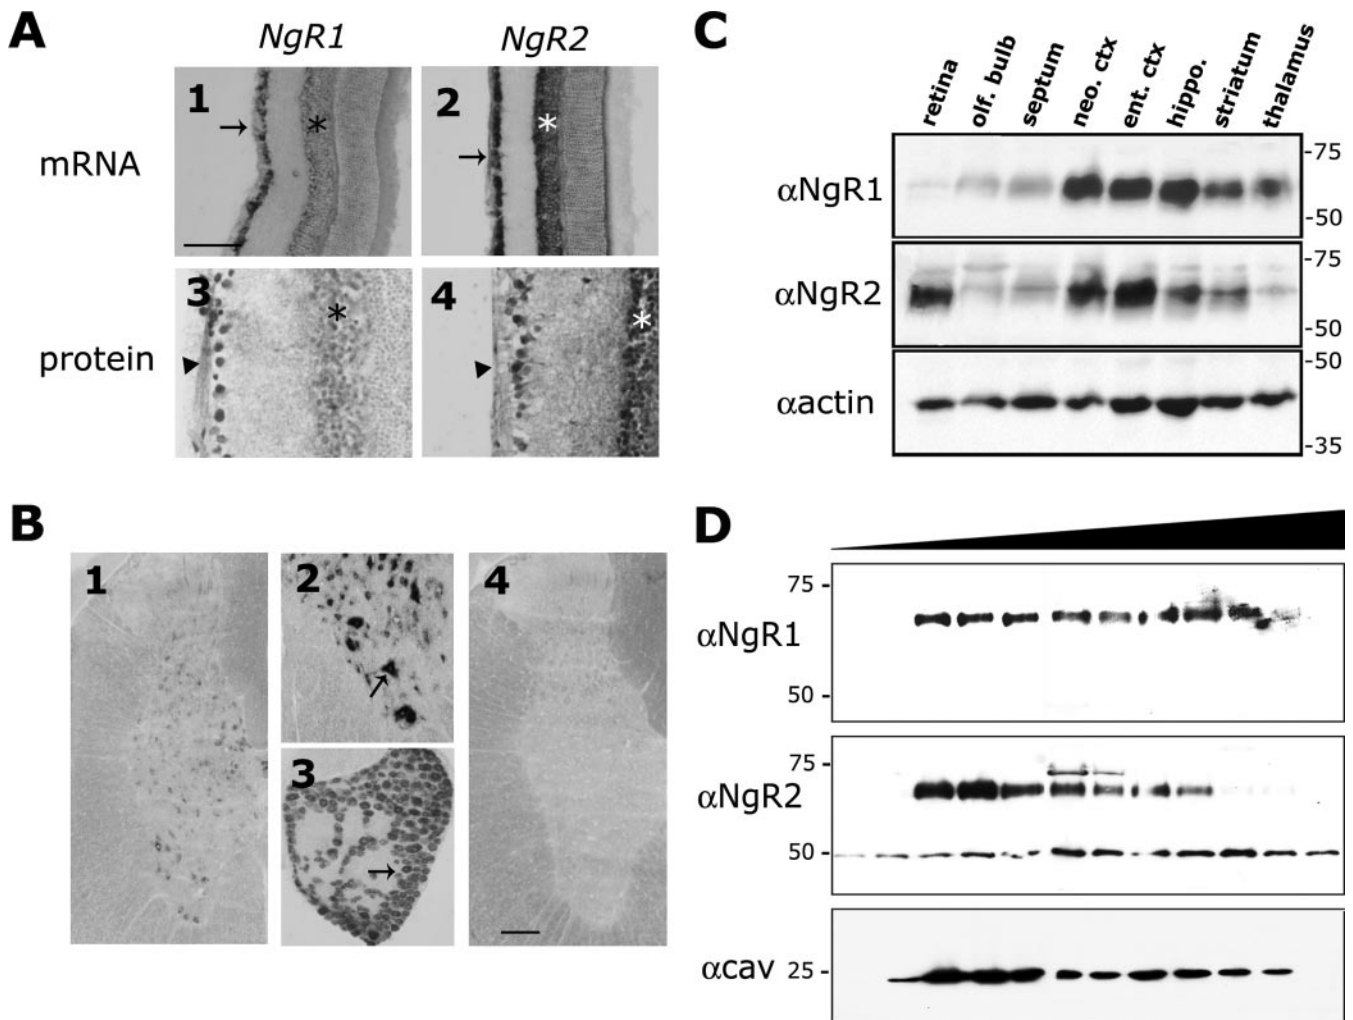 A
NgR1
NgR2
mRNA
1
*
2
*
protein
3
*
4
*
B
1
2
3
4
C
retina
olf. bulb
septum
neo. ctx
ent. ctx
hippo.
striatum
thalamus
αNgR1
-75
-50
αNgR2
-75
-50
αactin
-50
-35
D
αNgR1
75 -
50 -
αNgR2
75 -
50 -
αcav
25 -